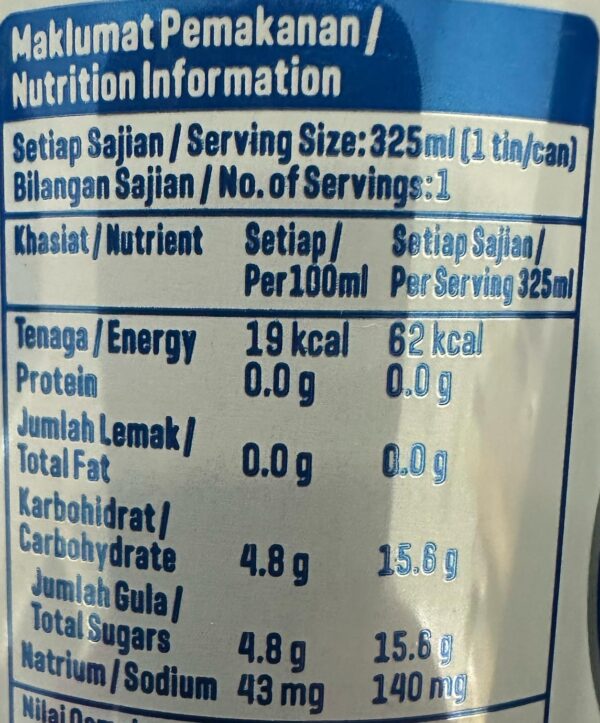 Maklumat Pemakanan /
Nutrition Information
Setiap Sajian / Serving Size: 325ml (1 tin/can)
Bilangan Sajian / No. of Servings: 1
Khasiat / Nutrient Setiap / Setiap Sajian /
Per 100ml Per Serving 325ml
Tenaga / Energy 19 kcal 62 kcal
Protein 0.0 g 0.0 g
Jumlah Lemak /
Total Fat 0.0 g 0.0 g
Karbohidrat /
Carbohydrate 4.8 g 15.6 g
Jumlah Gula /
Total Sugars 4.8 g 15.6 g
Natrium / Sodium 43 mg 140 mg
Nilai